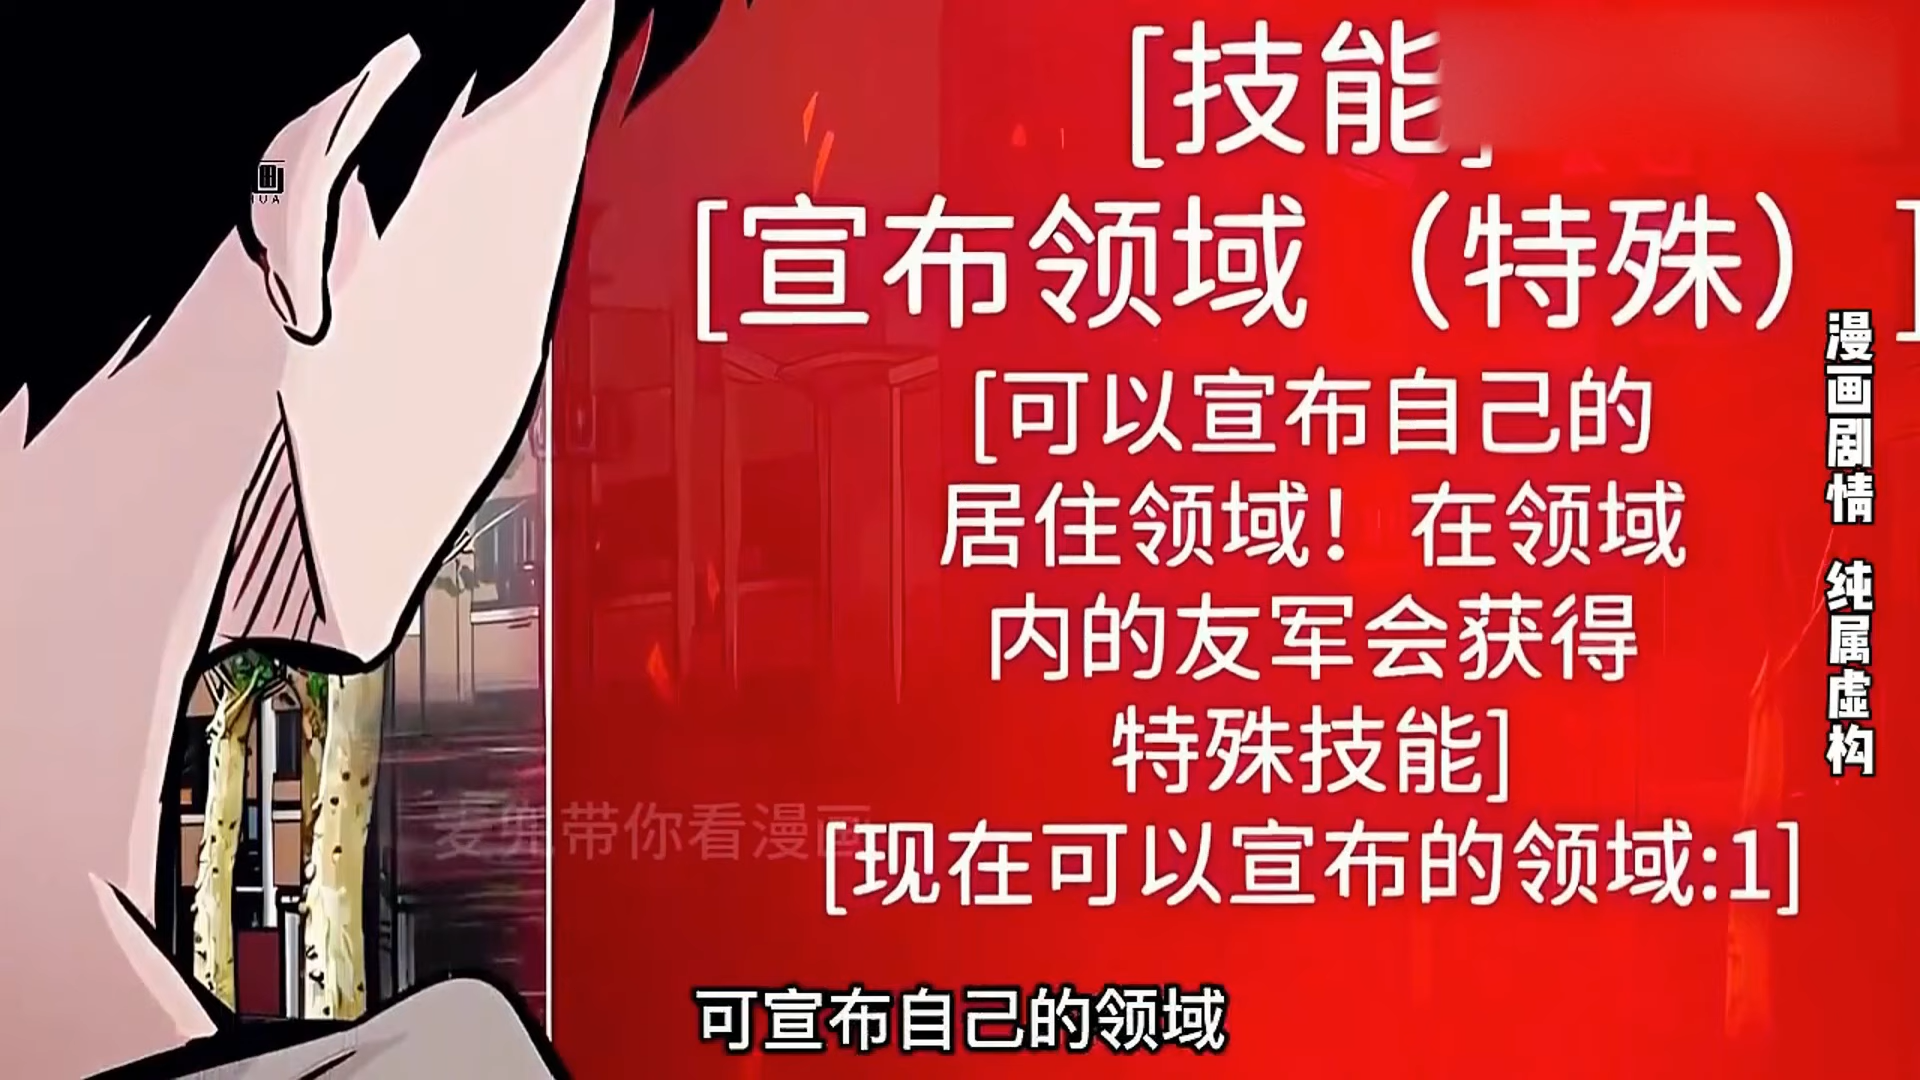 [技能]
[宣布领域（特殊）]
[可以宣布自己的
居住领域！在领域
内的友军会获得
特殊技能]
[现在可以宣布的领域:1]
漫画剧情 纯属虚构
麦兜带你看漫画
可宣布自己的领域